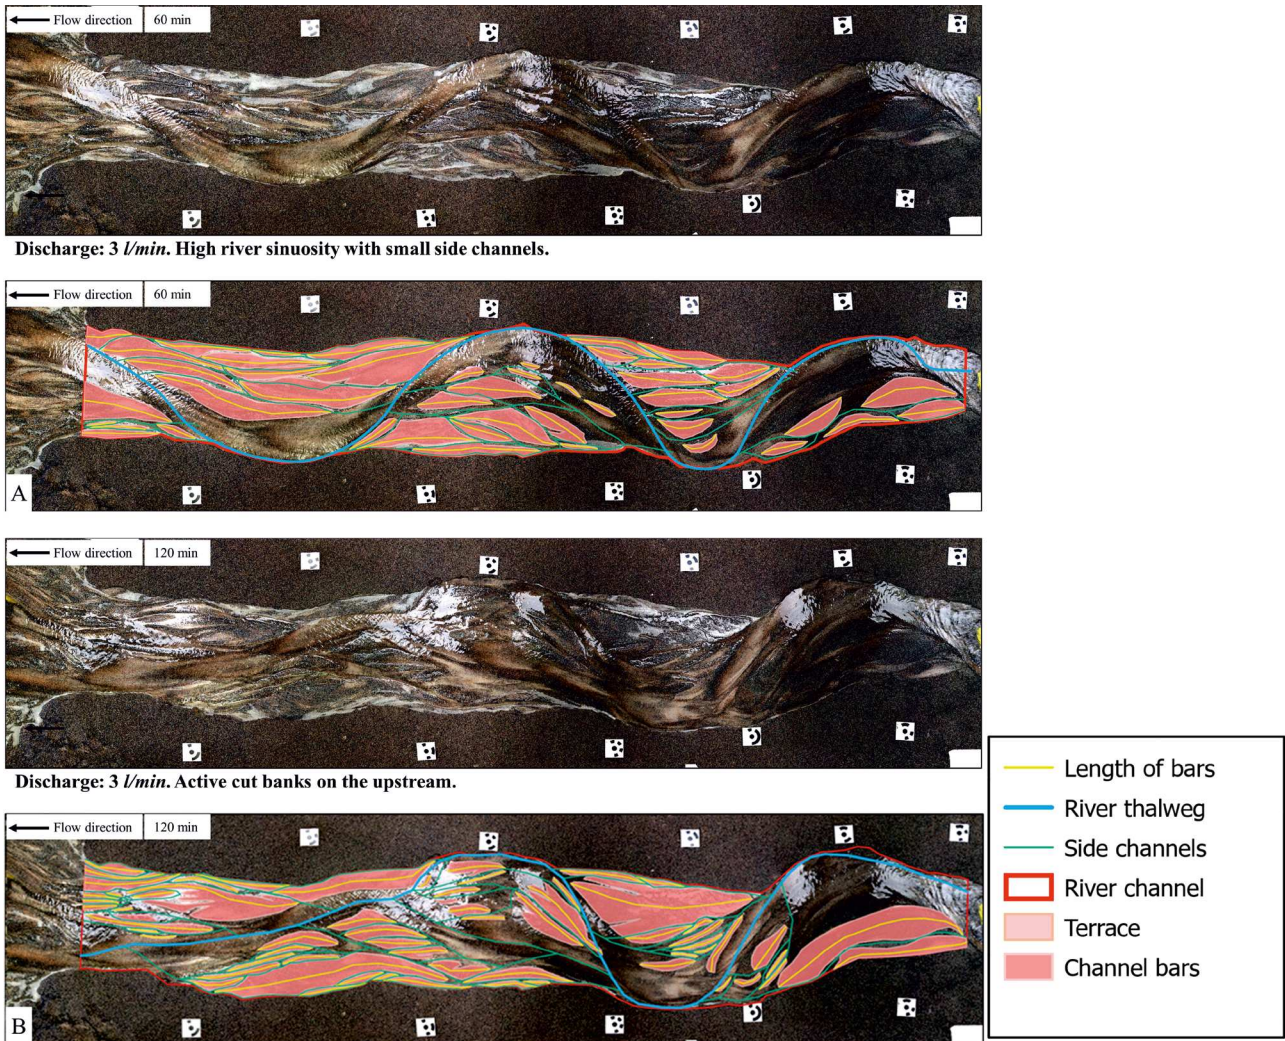 Flow direction 60 min
Discharge: 3 l/min. High river sinuosity with small side channels.
Flow direction 60 min
A
Flow direction 120 min
Discharge: 3 l/min. Active cut banks on the upstream.
Flow direction 120 min
B
Length of bars
River thalweg
Side channels
River channel
Terrace
Channel bars